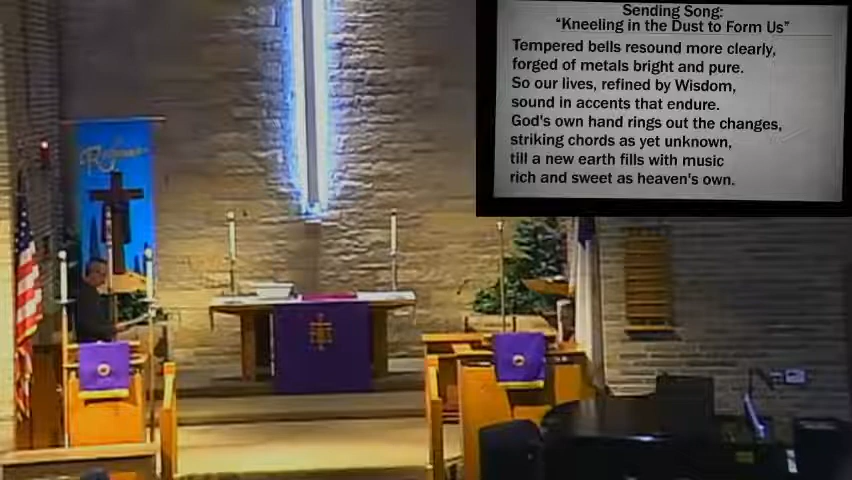 Sending Song:
“Kneeling in the Dust to Form Us”
Tempered bells resound more clearly,
forged of metals bright and pure.
So our lives, refined by Wisdom,
sound in accents that endure.
God's own hand rings out the changes,
striking chords as yet unknown,
till a new earth fills with music
rich and sweet as heaven's own.